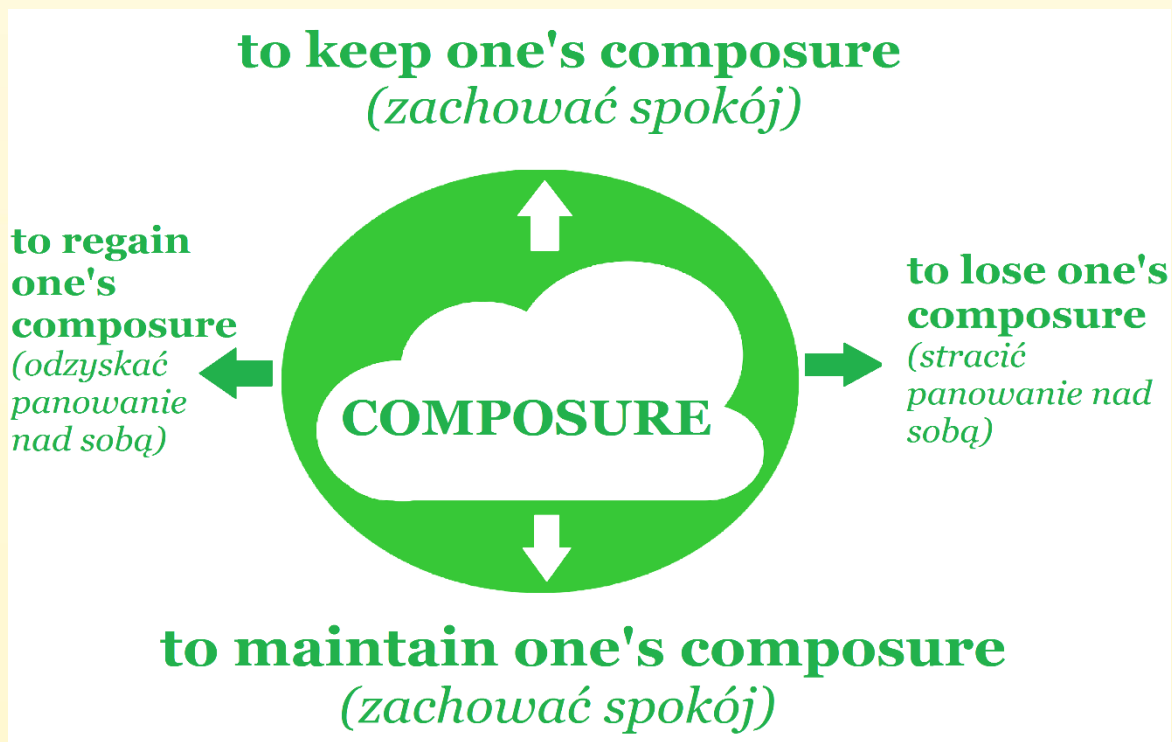 to keep one's composure
(zachować spokój)
to regain
one's
composure
(odzyskać
panowanie
nad sobą)
COMPOSURE
to lose one's
composure
(stracić
panowanie nad
sobą)
to maintain one's composure
(zachować spokój)